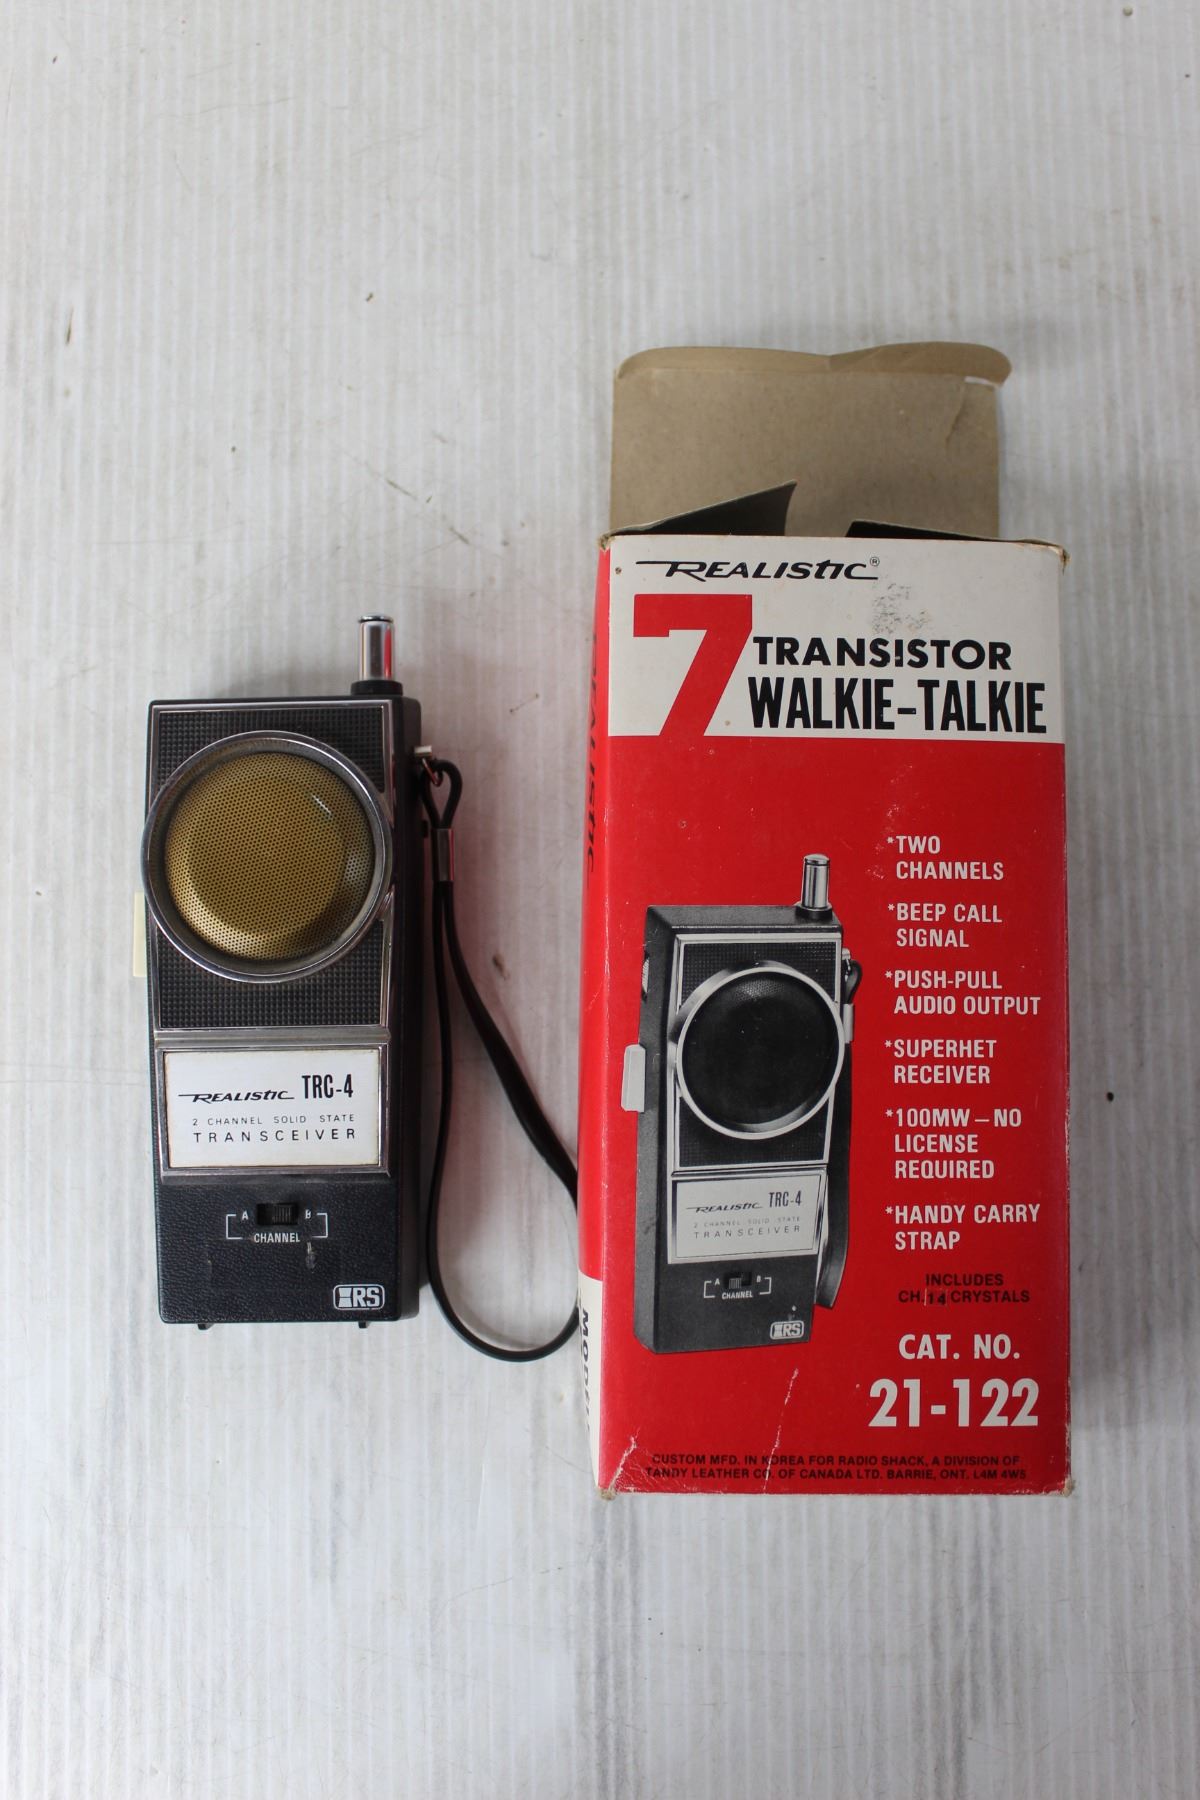 REALISTIC TRC-4
2 CHANNEL SOLID STATE
TRANSCEIVER
A B
CHANNEL
RS
REALISTIC®
7 TRANSISTOR
WALKIE-TALKIE
*TWO
CHANNELS
*BEEP CALL
SIGNAL
*PUSH-PULL
AUDIO OUTPUT
*SUPERHET
RECEIVER
*100MW-NO
LICENSE
REQUIRED
*HANDY CARRY
STRAP
INCLUDES
CH. 14 CRYSTALS
CAT. NO.
21-122
REALISTIC TRC-4
2 CHANNEL SOLID STATE
TRANSCEIVER
A B
CHANNEL
RS
CUSTOM MFD. IN KOREA FOR RADIO SHACK, A DIVISION OF
TANDY LEATHER CO. OF CANADA LTD. BARRIE, ONT. L4M 4W5
REALISTIC